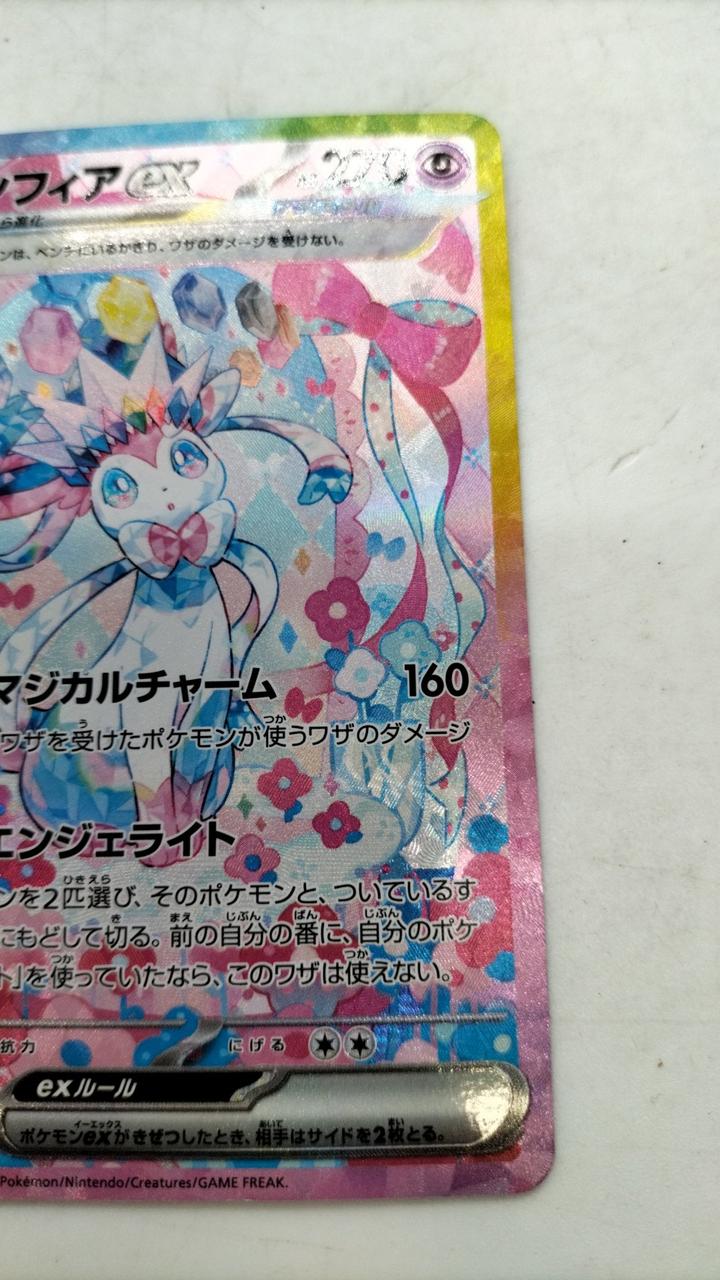 ンフィアex HP270
ら進化
ンは、ベンチにいるかぎり、ワザのダメージを受けない。
マジカルチャーム 160
ワザを受けたポケモンが使うワザのダメージ
エンジェライト
ンを2匹選び、そのポケモンと、ついているす
にもどして切る。前の自分の番に、自分のポケ
ト」を使っていたなら、このワザは使えない。
抗力 にげる
exルール
ポケモンexがきぜつしたとき、相手はサイドを2枚とる。
Pokémon/Nintendo/Creatures/GAME FREAK.